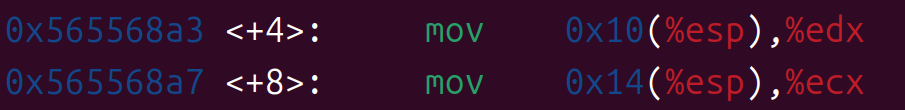 0x565568a3 <+4>: mov 0x10(%esp),%edx
0x565568a7 <+8>: mov 0x14(%esp),%ecx